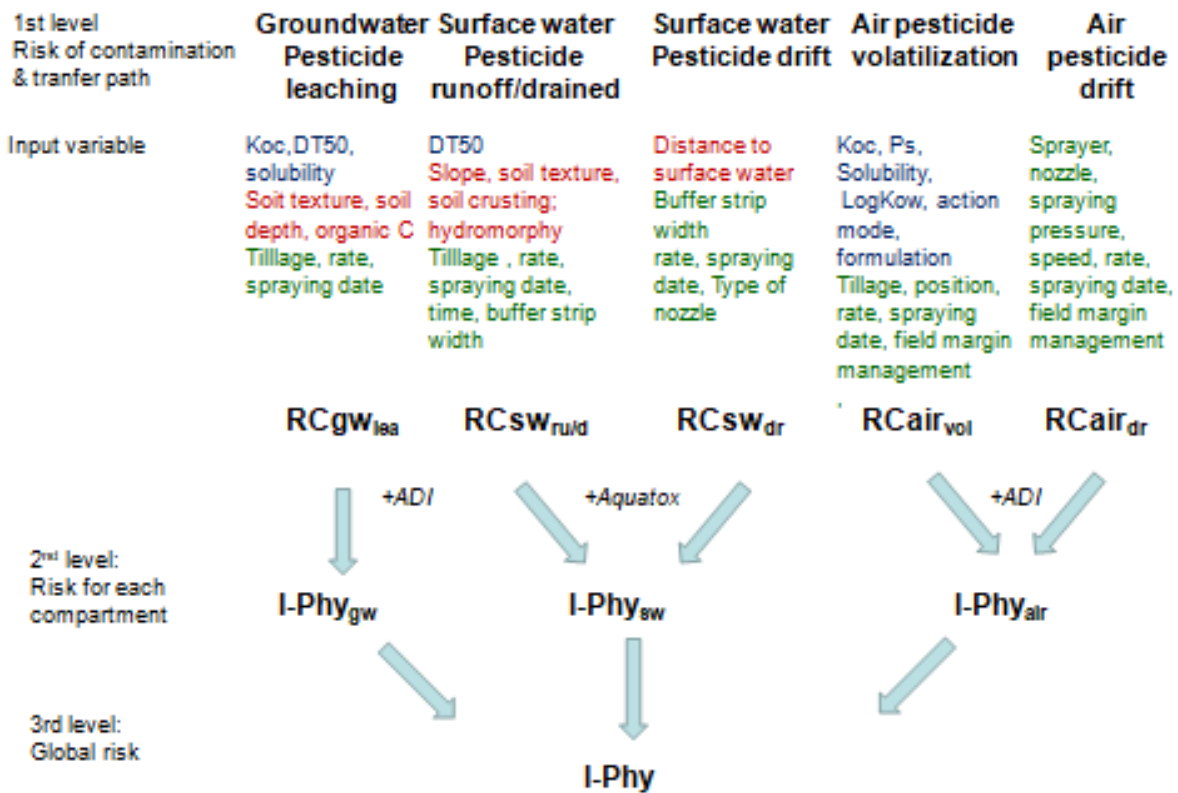 1st level
Risk of contamination
& tranfer path
Groundwater
Pesticide
leaching
Surface water
Pesticide
runoff/drained
Surface water
Pesticide drift
Air pesticide
volatilization
Air
pesticide
drift
Input variable
Koc,DT50,
solubility
Soit texture, soil
depth, organic C
Tilllage, rate,
spraying date
DT50
Slope, soil texture,
soil crusting;
hydromorphy
Tilllage , rate,
spraying date,
time, buffer strip
width
Distance to
surface water
Buffer strip
width
rate, spraying
date, Type of
nozzle
Koc, Ps,
Solubility,
LogKow, action
mode,
formulation
Tillage, position,
rate, spraying
date, field margin
management
.
Sprayer,
nozzle,
spraying
pressure,
speed, rate,
spraying date,
field margin
management
RCgwlea
RCswru/d
RCswdr
RCairvol
RCairdr
+ADI
+Aquatox
+ADI
2nd level:
Risk for each
compartment
I-Phygw
I-Physw
I-Phyair
3rd level:
Global risk
I-Phy